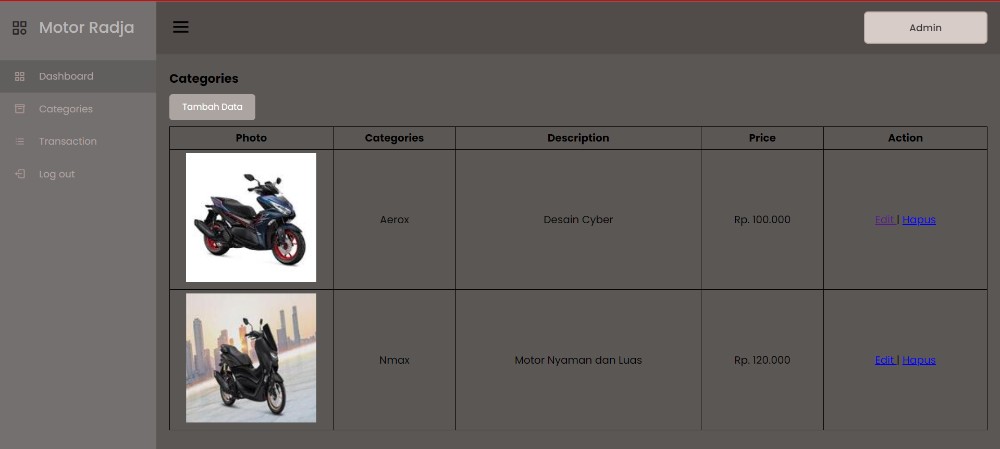 Motor Radja
Admin
Dashboard
Categories
Transaction
Log out
Categories
Tambah Data
Photo Categories Description Price Action
Aerox Desain Cyber Rp. 100.000 Edit | Hapus
Nmax Motor Nyaman dan Luas Rp. 120.000 Edit | Hapus